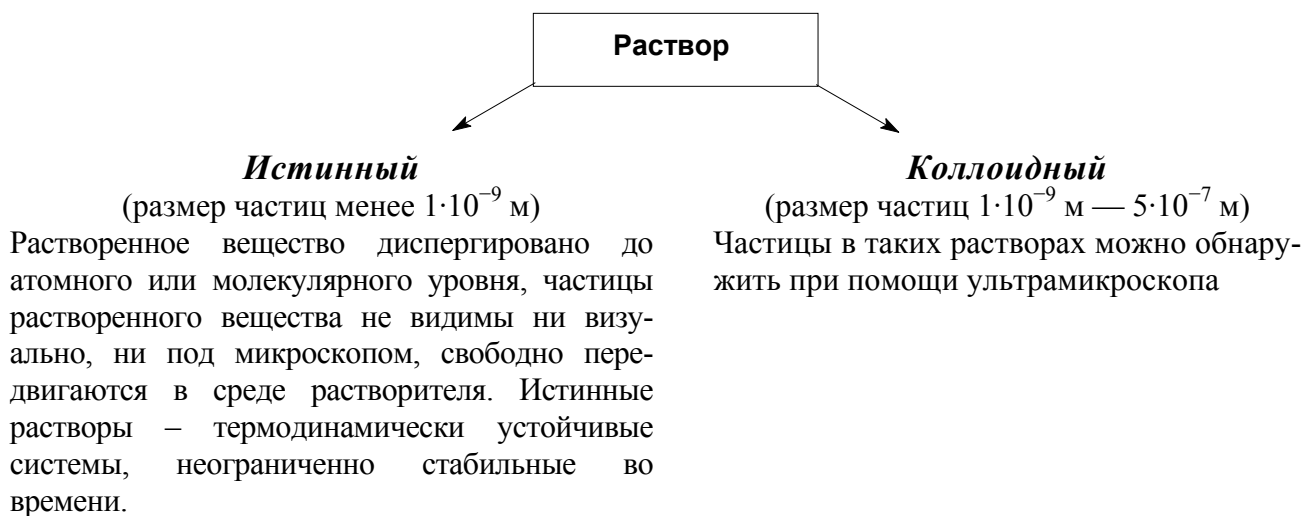 Раствор
Истинный
(размер частиц менее 1·10⁻⁹ м)
Растворенное вещество диспергировано до
атомного или молекулярного уровня, частицы
растворенного вещества не видимы ни визу-
ально, ни под микроскопом, свободно пере-
двигаются в среде растворителя. Истинные
растворы – термодинамически устойчивые
системы, неограниченно стабильные во
времени.
Коллоидный
(размер частиц 1·10⁻⁹ м — 5·10⁻⁷ м)
Частицы в таких растворах можно обнару-
жить при помощи ультрамикроскопа